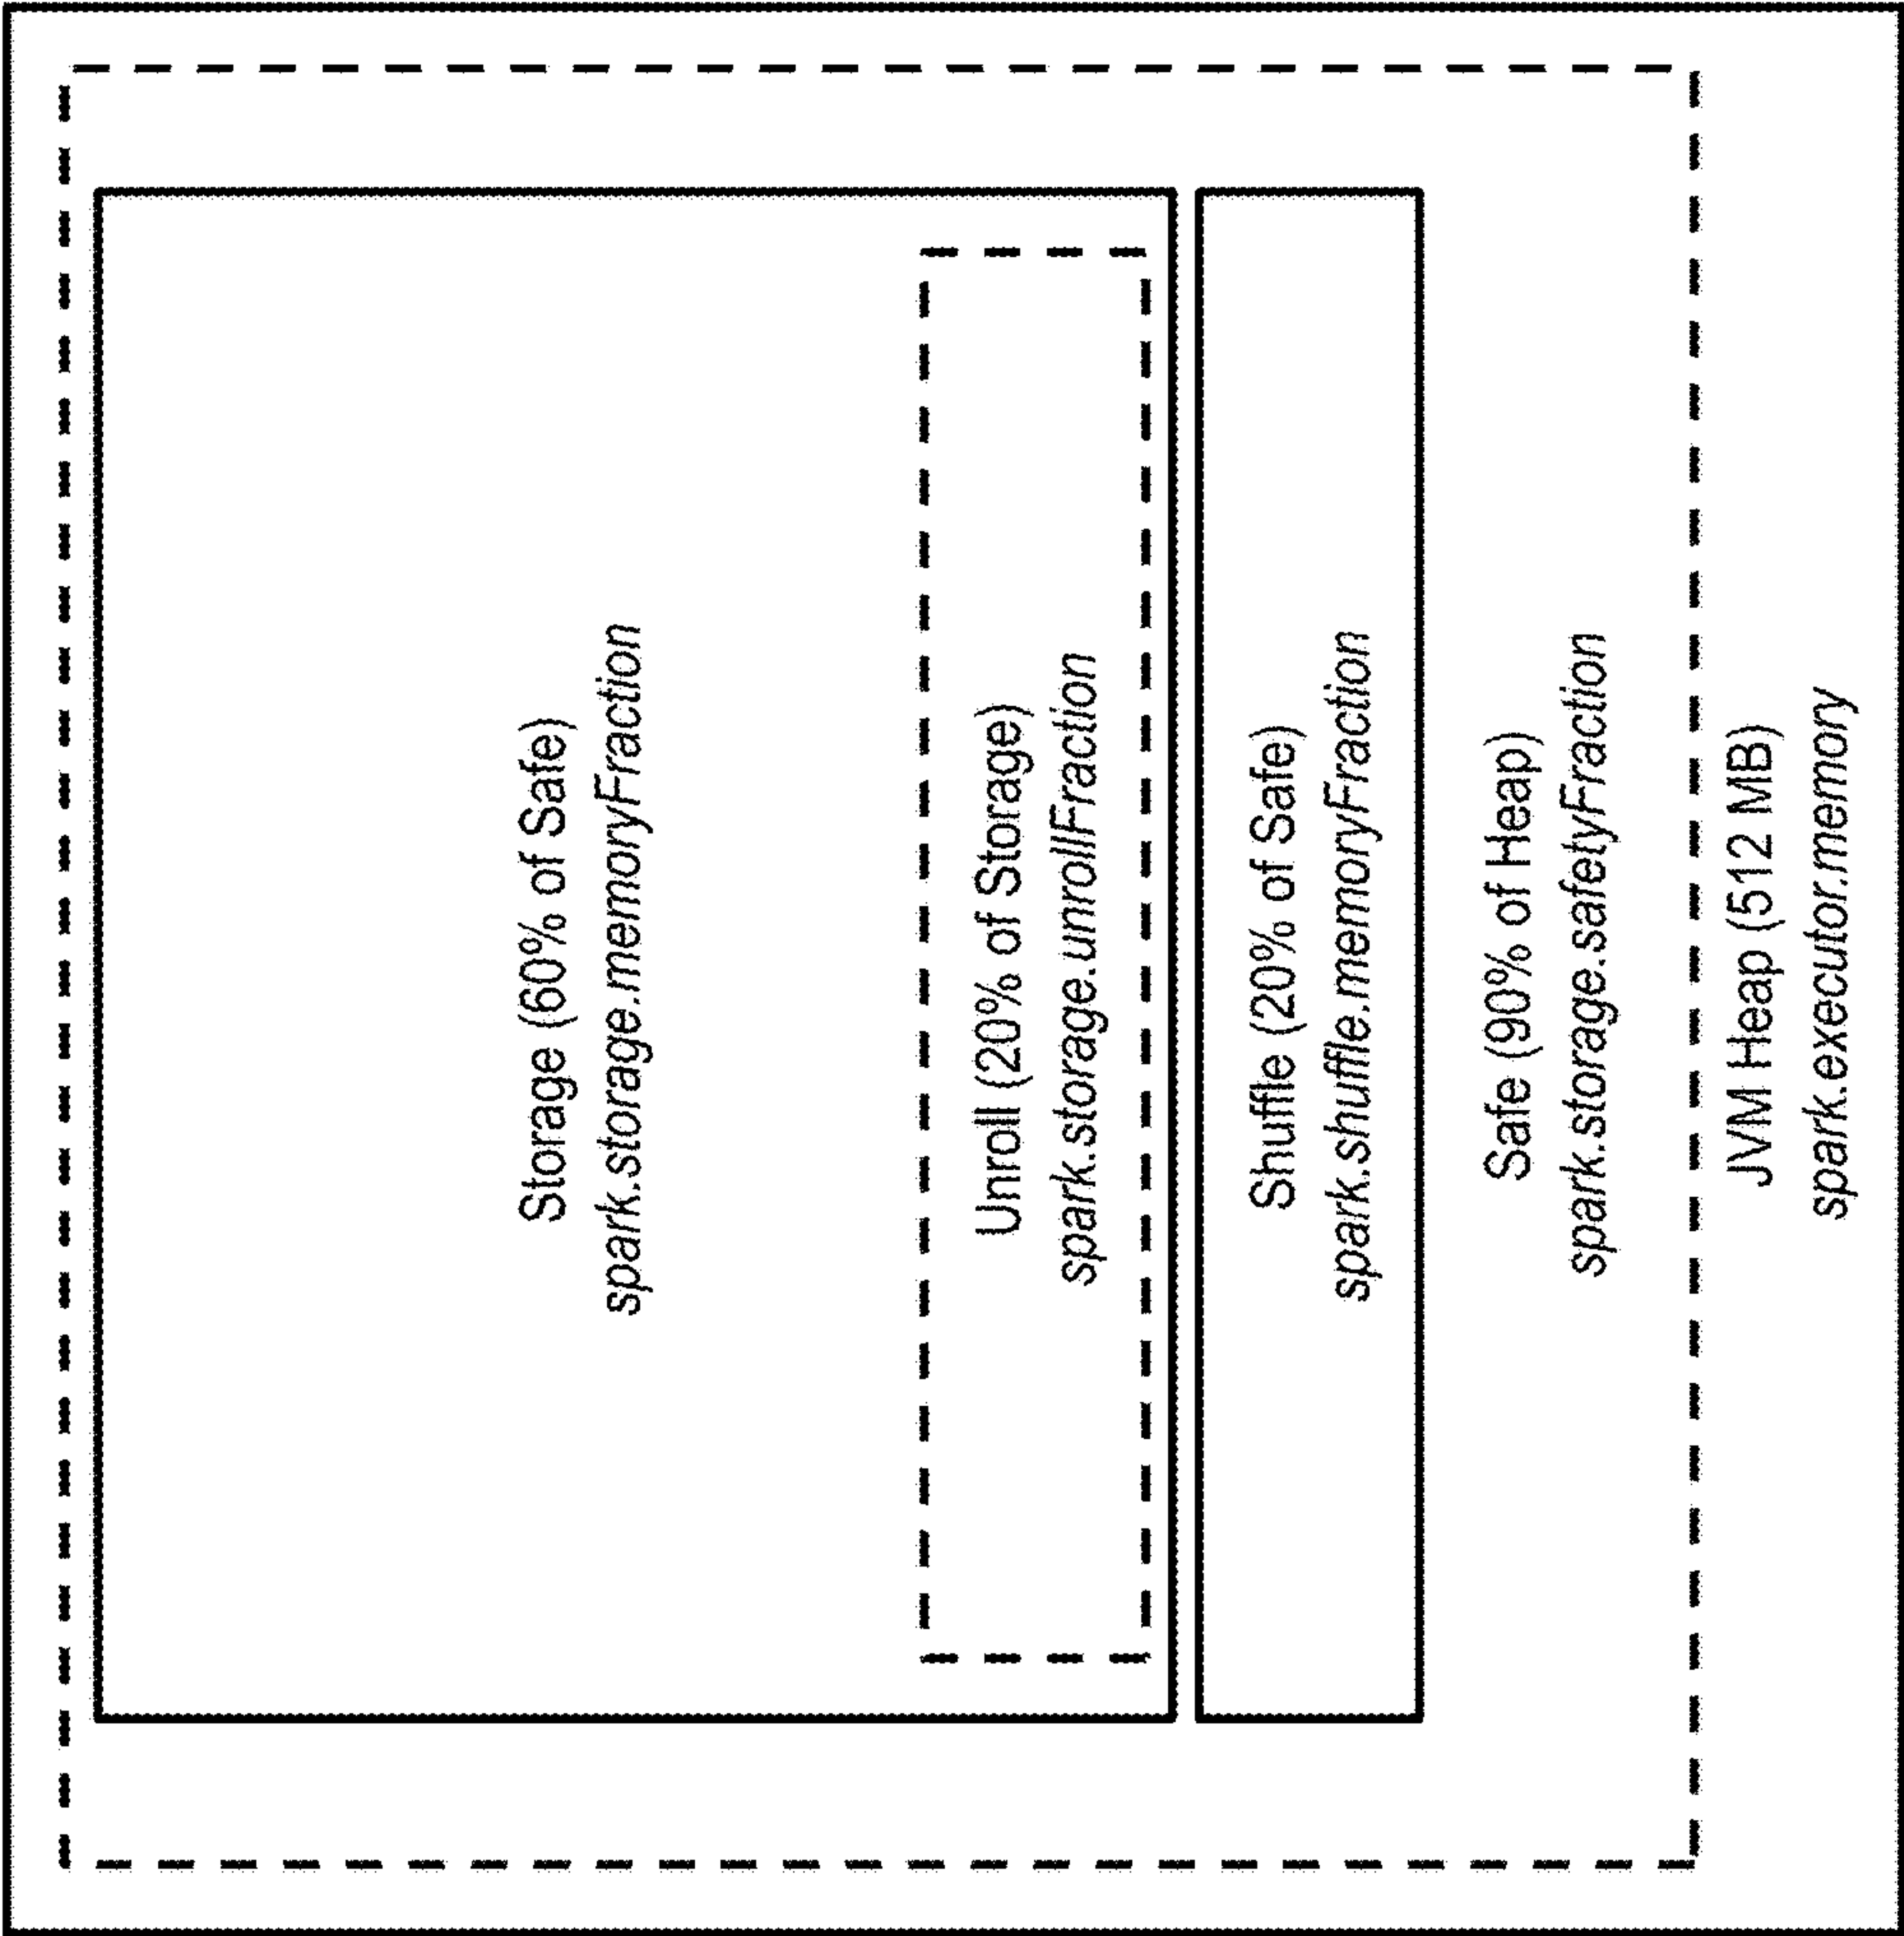 Storage (60% of Safe)
spark.storage.memoryFraction
Unroll (20% of Storage)
spark.storage.unrollFraction
Shuffle (20% of Safe)
spark.shuffle.memoryFraction
Safe (90% of Heap)
spark.storage.safetyFraction
JVM Heap (512 MB)
spark.executor.memory